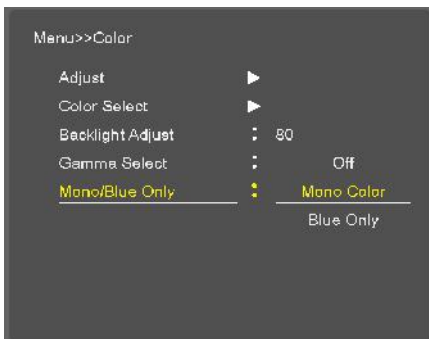 Menu>>Color
Adjust ▶
Color Select ▶
Backlight Adjust : 80
Gamma Select : Off
Mono/Blue Only : Mono Color
Blue Only